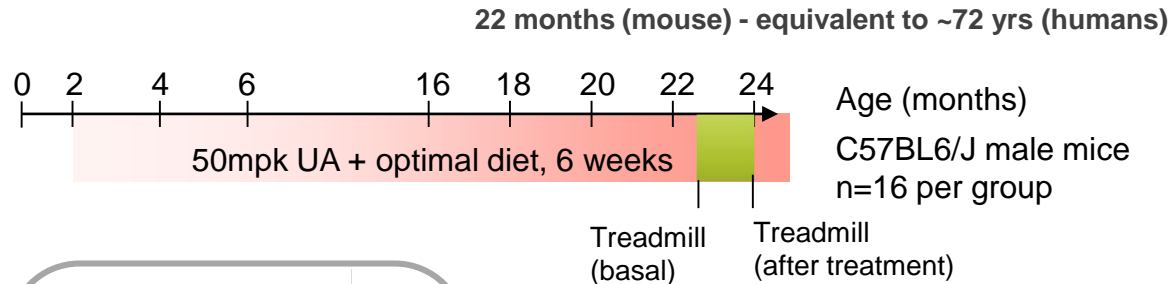 22 months (mouse) - equivalent to ~72 yrs (humans)
0 2 4 6 16 18 20 22 24
Age (months)
50mpk UA + optimal diet, 6 weeks
C57BL6/J male mice
n=16 per group
Treadmill
(basal)
Treadmill
(after treatment)